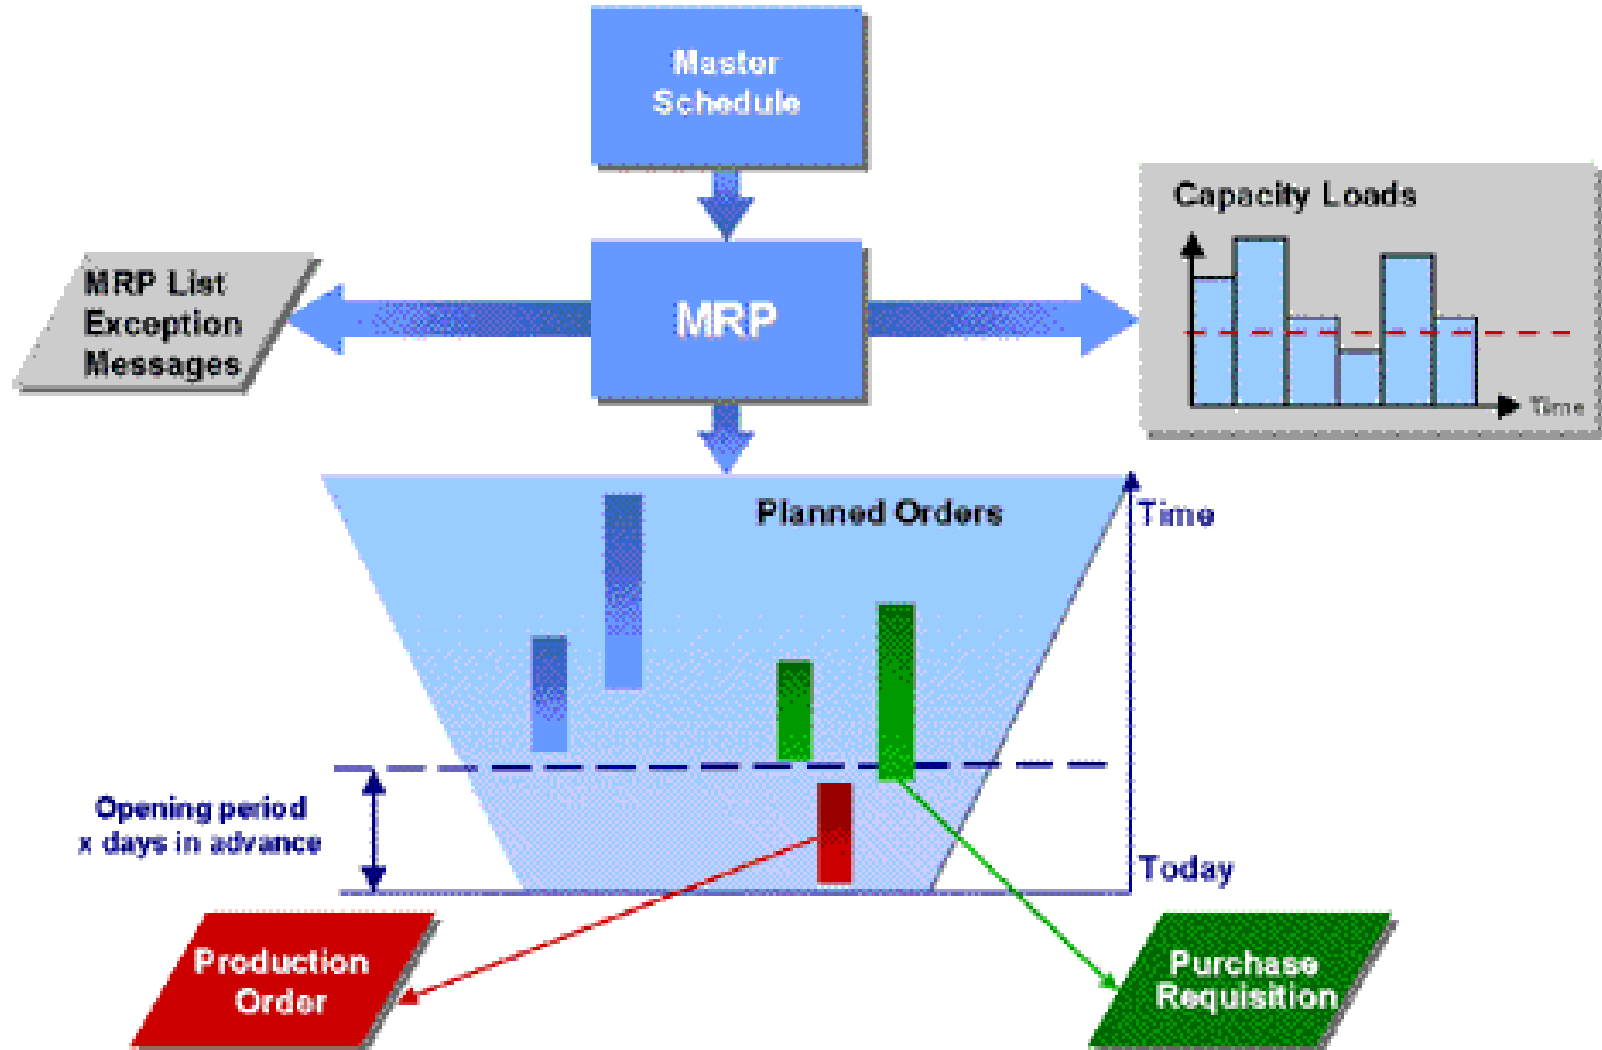 Master
Schedule
Capacity Loads
MRP List
Exception
Messages
MRP
Time
Planned Orders
Time
Opening period
x days in advance
Today
Production
Order
Purchase
Requisition